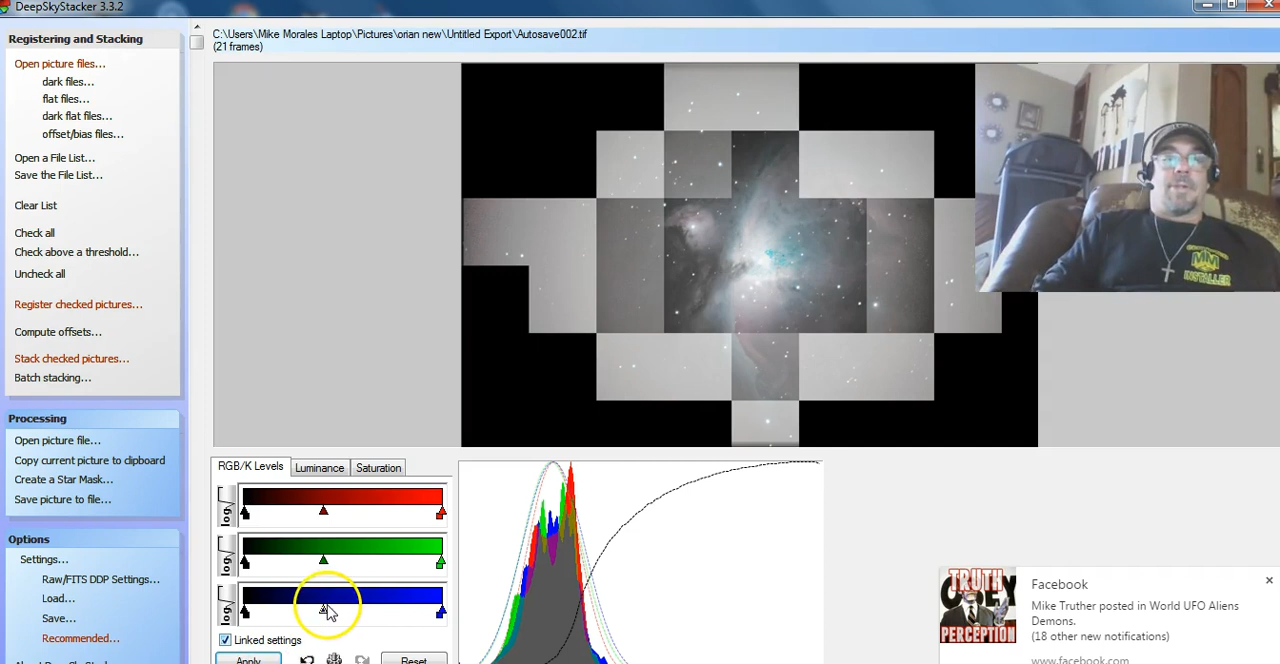 DeepSkyStacker 3.3.2
Registering and Stacking
Open picture files...
dark files...
flat files...
dark flat files...
offset/bias files...
Open a File List...
Save the File List...
Clear List
Check all
Check above a threshold...
Uncheck all
Register checked pictures...
Compute offsets...
Stack checked pictures...
Batch stacking...
Processing
Open picture file...
Copy current picture to clipboard
Create a Star Mask...
Save picture to file...
Options
Settings...
Raw/FITS DDP Settings...
Load...
Save...
Recommended...
C:\Users\Mike Morales Laptop\Pictures\orian new\Untitled Export\Autosave002.tif
(21 frames)
MM
INSTALLER
RGB/K Levels
Luminance
Saturation
log
log
log
Linked settings
Apply
Reset
TRUTH
OBEY
PERCEPTION
Facebook
Mike Truther posted in World UFO Aliens
Demons.
(18 other new notifications)
www.facebook.com